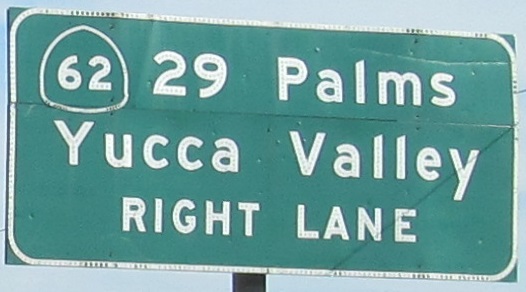 62 29 Palms
Yucca Valley
RIGHT LANE